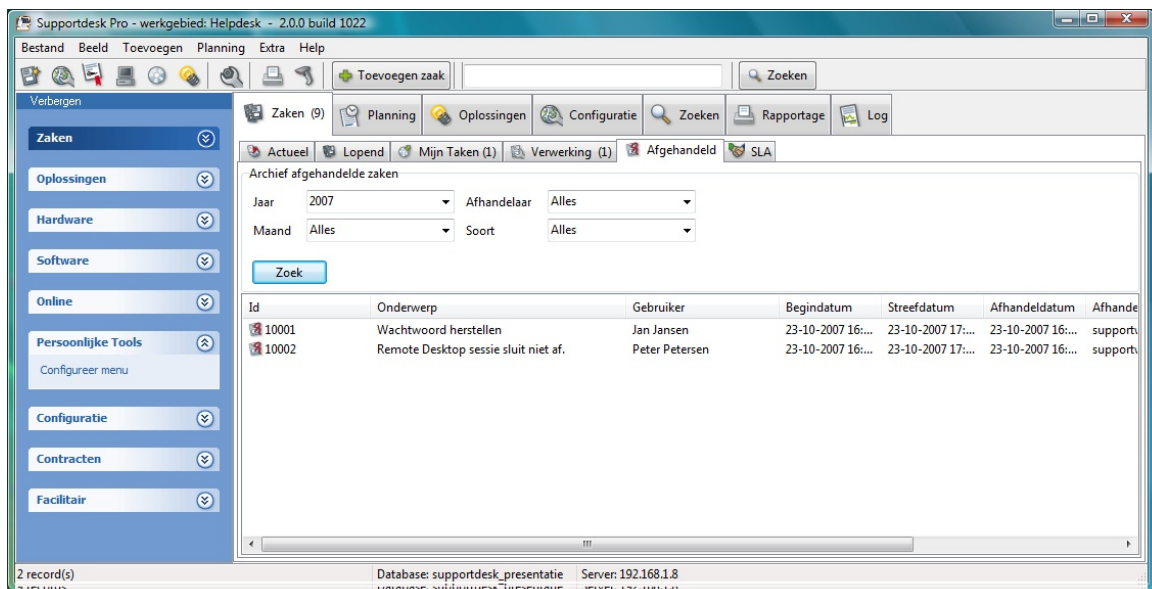 Supportdesk Pro - werkgebied: Helpdesk - 2.0.0 build 1022
Bestand Beeld Toevoegen Planning Extra Help
Toevoegen zaak Zoeken
Verbergen
Zaken
Oplossingen
Hardware
Software
Online
Persoonlijke Tools
Configureer menu
Configuratie
Contracten
Facilitair
Zaken (9) Planning Oplossingen Configuratie Zoeken Rapportage Log
Actueel Lopend Mijn Taken (1) Verwerking (1) Afgehandeld SLA
Archief afgehandelde zaken
Jaar 2007 Afhandelaar Alles
Maand Alles Soort Alles
Zoek
Id Onderwerp Gebruiker Begindatum Streefdatum Afhandeldatum Afhande
10001 Wachtwoord herstellen Jan Jansen 23-10-2007 16:... 23-10-2007 17:... 23-10-2007 16:... support
10002 Remote Desktop sessie sluit niet af. Peter Petersen 23-10-2007 16:... 23-10-2007 17:... 23-10-2007 16:... support
2 record(s) Database: supportdesk_presentatie Server: 192.168.1.8